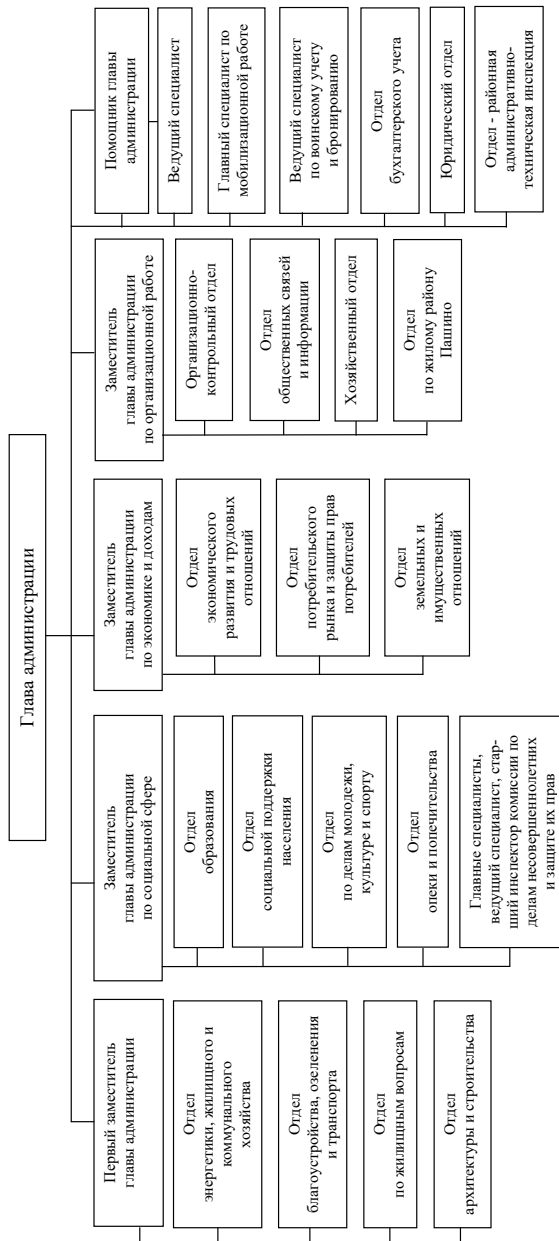 Глава администрации
Первый заместитель
главы администрации
Отдел
энергетики, жилищного и
коммунального
хозяйства
Отдел
благоустройства, озеленения
и транспорта
Отдел
по жилищным вопросам
Отдел
архитектуры и строительства
Заместитель
главы администрации
по социальной сфере
Отдел
образования
Отдел
социальной поддержки
населения
Отдел
по делам молодежи,
культуре и спорту
Отдел
опеки и попечительства
Главные специалисты,
ведущий специалист, стар-
ший инспектор комиссии по
делам несовершеннолетних
и защите их прав
Заместитель
главы администрации
по экономике и доходам
Отдел
экономического
развития и трудовых
отношений
Отдел
потребительского
рынка и защиты прав
потребителей
Отдел
земельных и
имущественных
отношений
Заместитель
главы администрации
по организационной работе
Организационно-
контрольный отдел
Отдел
общественных связей
и информации
Хозяйственный отдел
Отдел
по жилому району
Пашино
Помощник главы
администрации
Ведущий специалист
Главный специалист по
мобилизационной работе
Ведущий специалист
по воинскому учету
и бронированию
Отдел
бухгалтерского учета
Юридический отдел
Отдел - районная
административно-
техническая инспекция